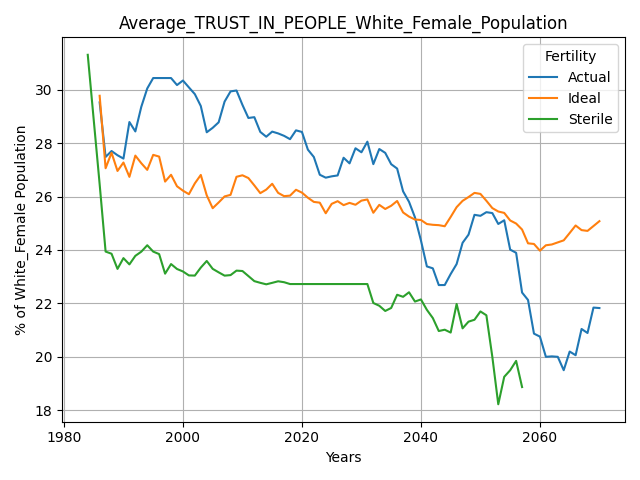 Average_TRUST_IN_PEOPLE_White_Female_Population
Fertility
Actual
Ideal
Sterile
% of White_Female Population
30
28
26
24
22
20
18
1980
2000
2020
2040
2060
Years